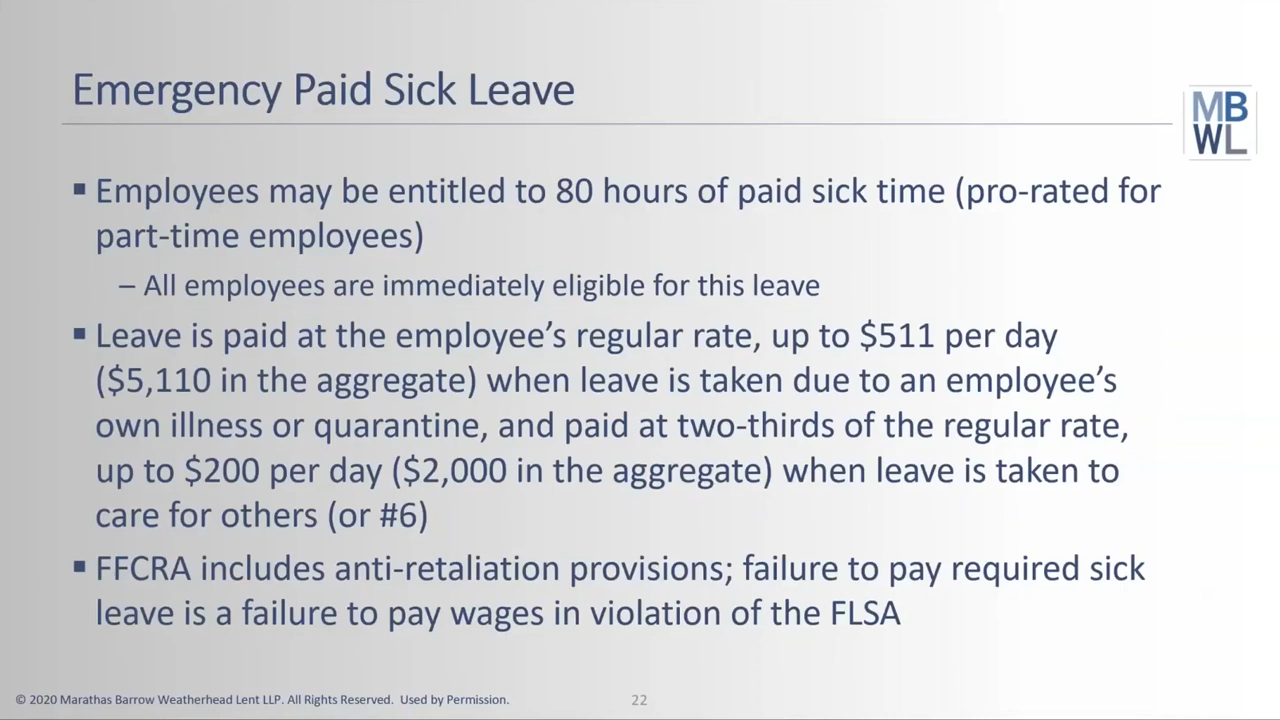 Emergency Paid Sick Leave
MB
WL
▪ Employees may be entitled to 80 hours of paid sick time (pro-rated for
part-time employees)
– All employees are immediately eligible for this leave
▪ Leave is paid at the employee’s regular rate, up to $511 per day
($5,110 in the aggregate) when leave is taken due to an employee’s
own illness or quarantine, and paid at two-thirds of the regular rate,
up to $200 per day ($2,000 in the aggregate) when leave is taken to
care for others (or #6)
▪ FFCRA includes anti-retaliation provisions; failure to pay required sick
leave is a failure to pay wages in violation of the FLSA
© 2020 Marathas Barrow Weatherhead Lent LLP. All Rights Reserved. Used by Permission.
22